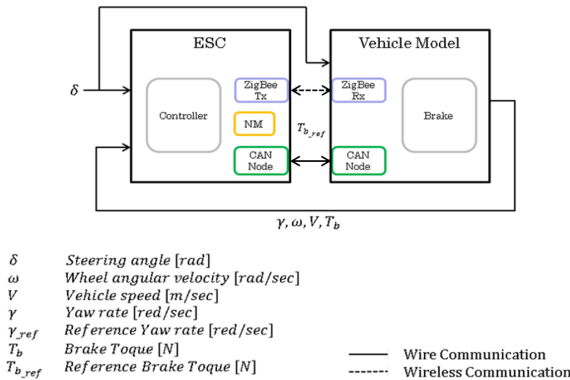 ESC
Vehicle Model
δ
Controller
ZigBee
Tx
NM
CAN
Node
T_b_ref
ZigBee
Rx
CAN
Node
Brake
γ, ω, V, T_b
δ Steering angle [rad]
ω Wheel angular velocity [rad/sec]
V Vehicle speed [m/sec]
γ Yaw rate [red/sec]
γ_ref Reference Yaw rate [red/sec]
T_b Brake Toque [N]
T_b_ref Reference Brake Toque [N]
Wire Communication
Wireless Communication